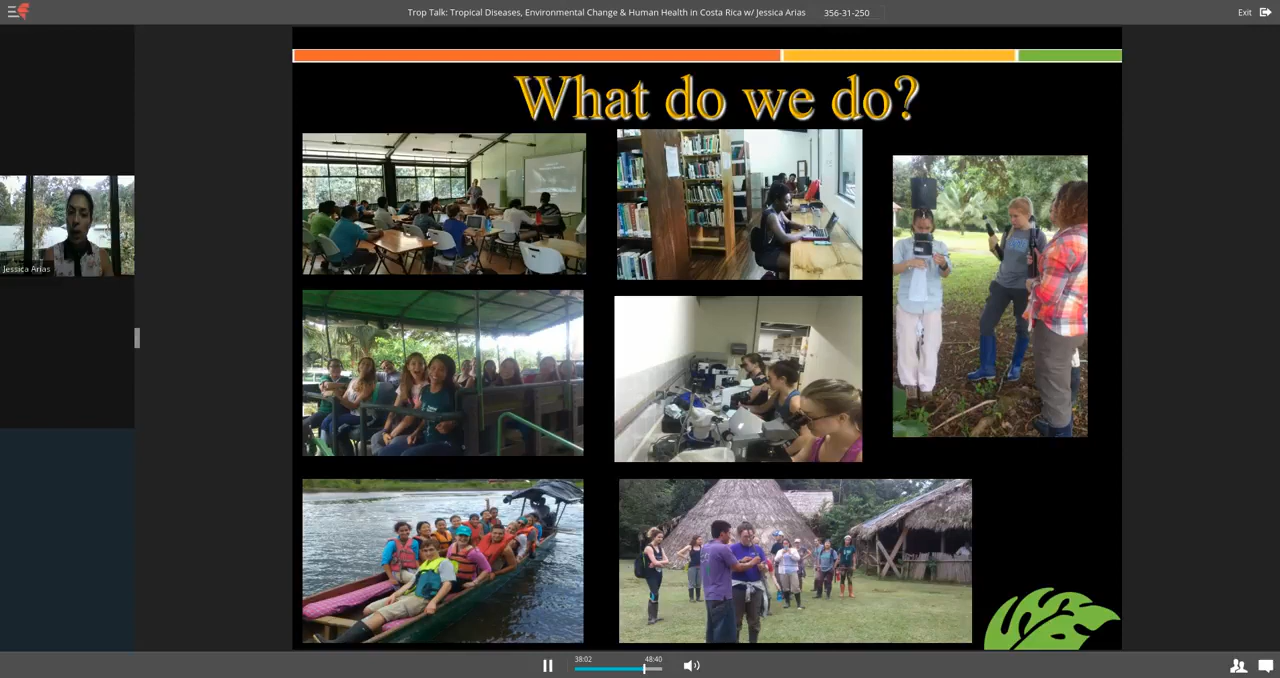 Trop Talk: Tropical Diseases, Environmental Change & Human Health in Costa Rica w/ Jessica Arias 356-31-250 Exit
What do we do?
Jessica Arias
38:02 48:40